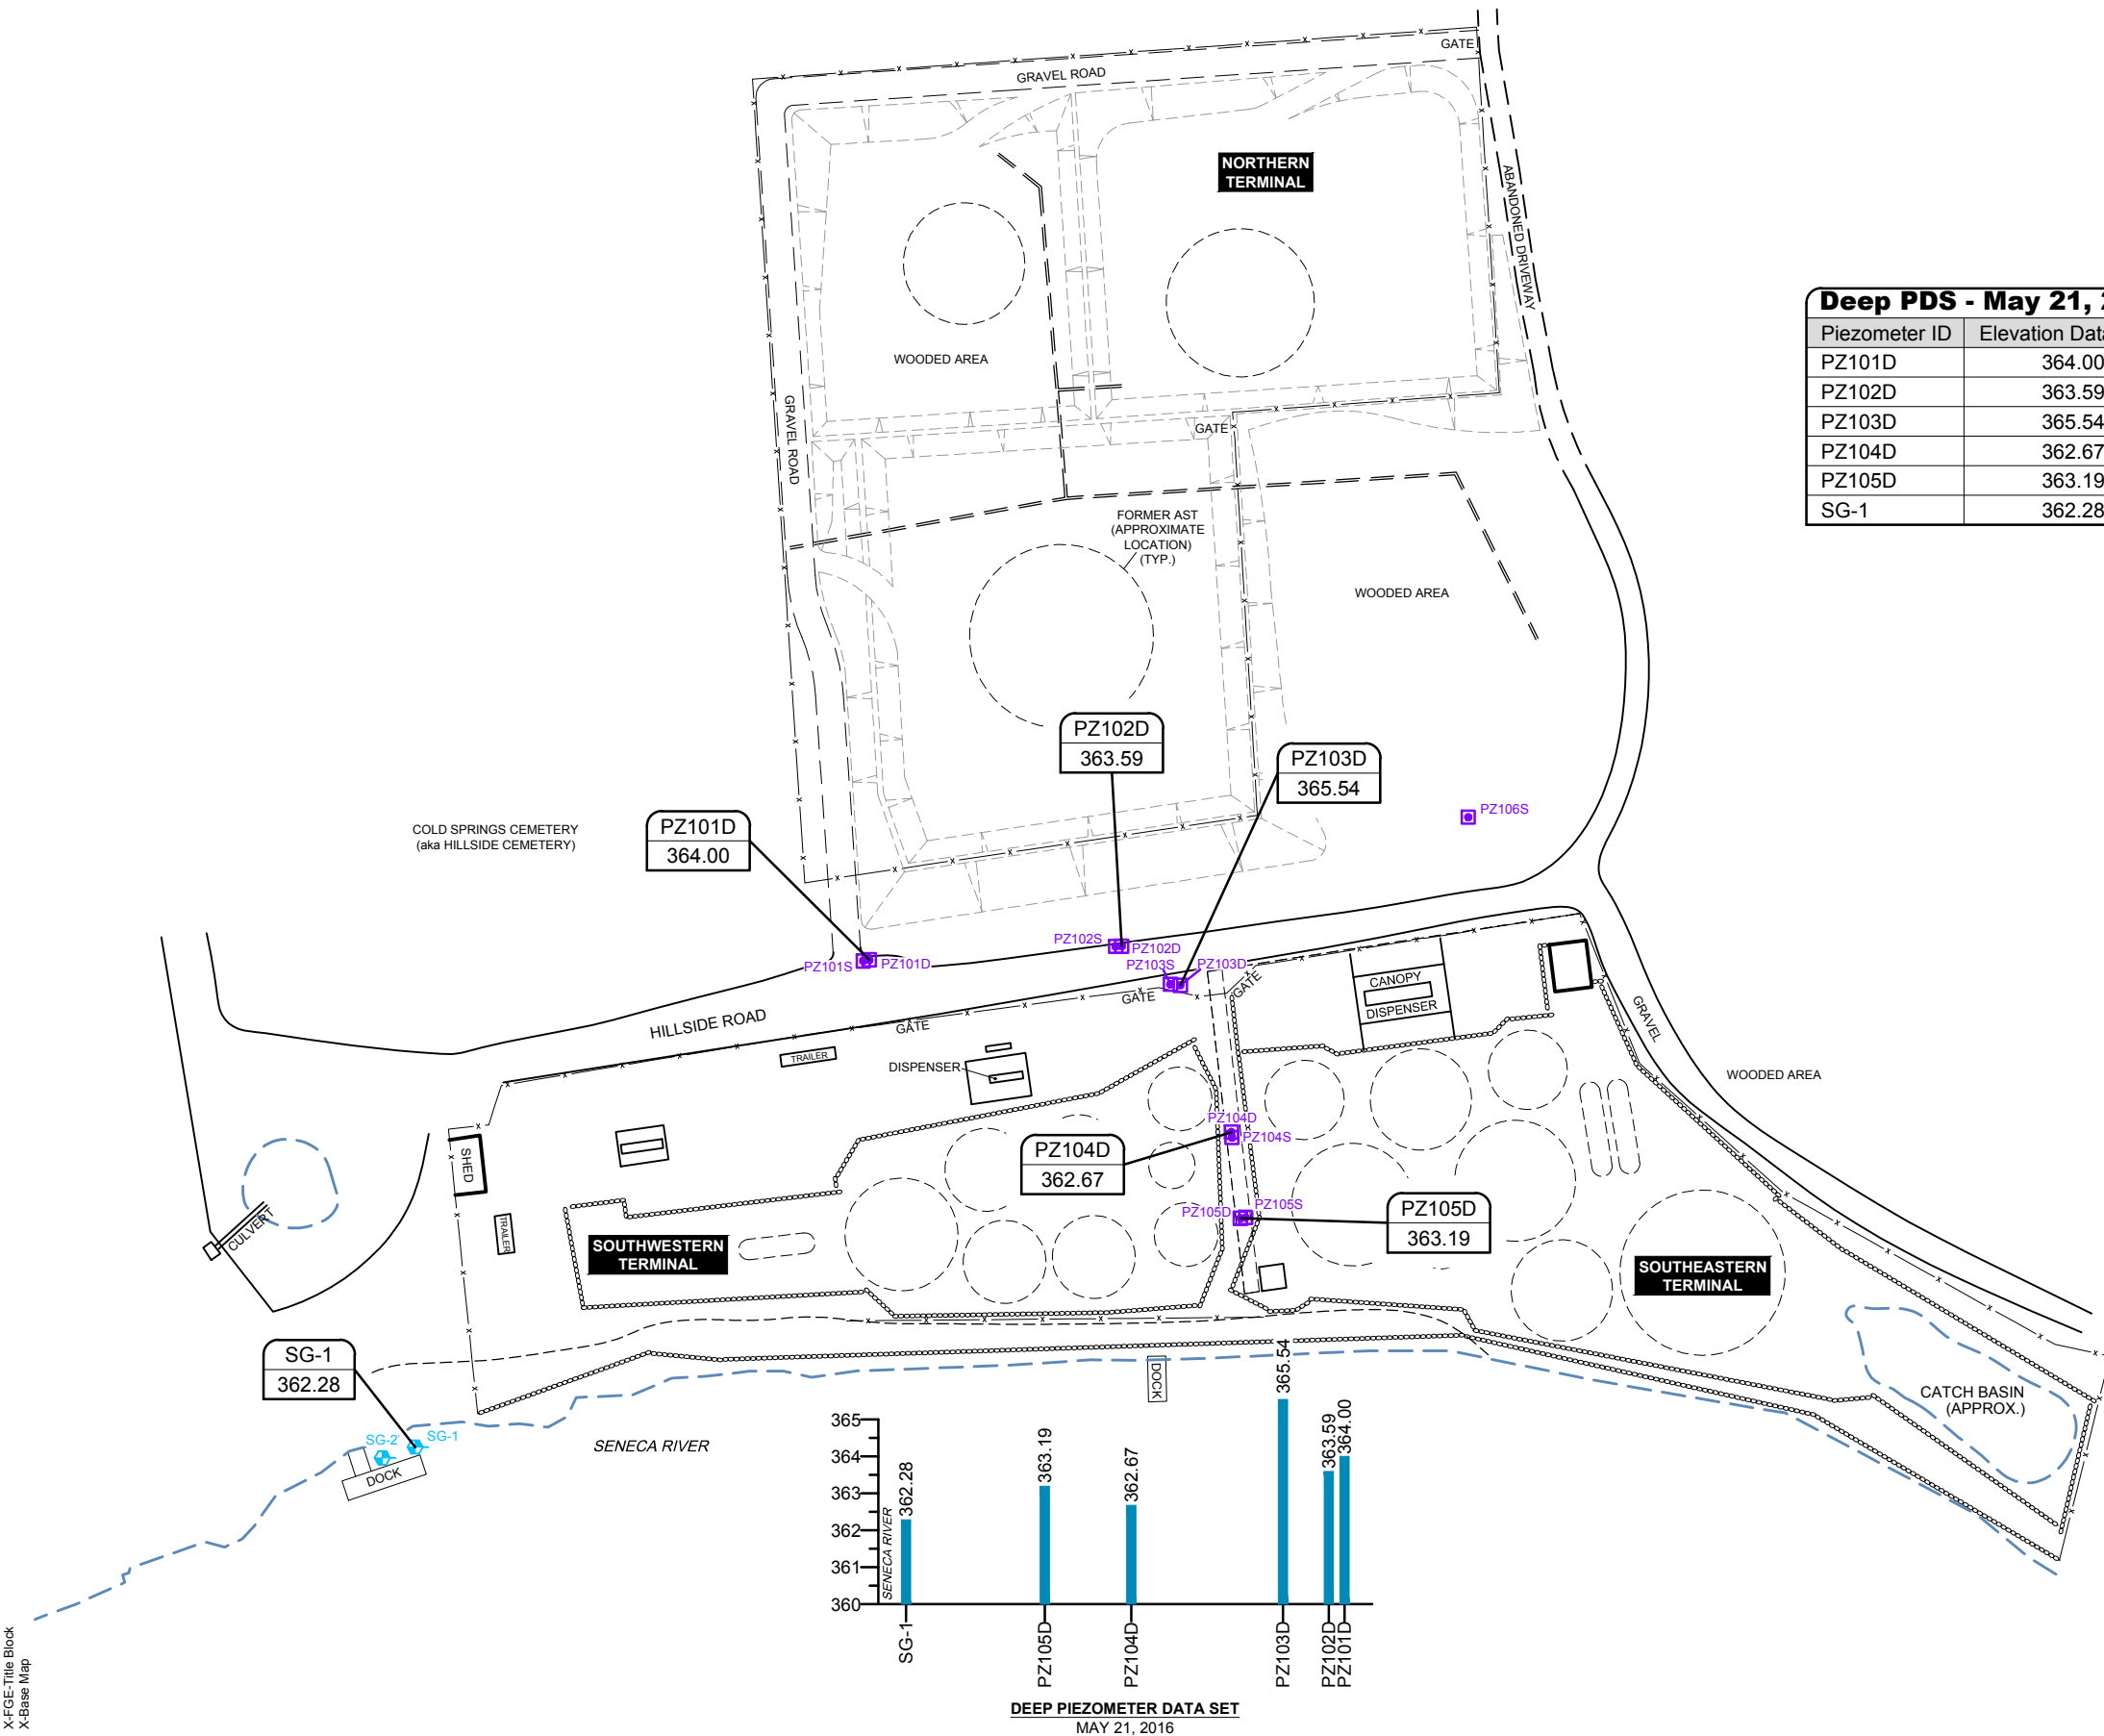 GATE
GRAVEL ROAD
NORTHERN
TERMINAL
ABANDONED DRIVEWAY
Deep PDS - May 21, 2
Piezometer ID Elevation Data
PZ101D 364.00
PZ102D 363.59
PZ103D 365.54
PZ104D 362.67
PZ105D 363.19
SG-1 362.28
WOODED AREA
GRAVEL ROAD
GATE
FORMER AST
(APPROXIMATE
LOCATION)
(TYP.)
WOODED AREA
PZ102D
363.59
PZ103D
365.54
PZ106S
COLD SPRINGS CEMETERY
(aka HILLSIDE CEMETERY)
PZ101D
364.00
PZ102S
PZ102D
PZ101S
PZ101D
PZ103S
PZ103D
GATE
GATE
CANOPY
DISPENSER
GRAVEL
HILLSIDE ROAD
GATE
TRAILER
DISPENSER
WOODED AREA
PZ104D
PZ104S
PZ104D
362.67
SHED
TRAILER
CULVERT
PZ105S
PZ105D
PZ105D
363.19
SOUTHWESTERN
TERMINAL
SOUTHEASTERN
TERMINAL
SG-1
362.28
DOCK
CATCH BASIN
(APPROX.)
SG-2
SG-1
DOCK
SENECA RIVER
365
364
363
362
361
360
SENECA RIVER
362.28
363.19
362.67
365.54
363.59
364.00
SG-1
PZ105D
PZ104D
PZ103D
PZ102D
PZ101D
DEEP PIEZOMETER DATA SET
MAY 21, 2016
X-FGE-Title Block
X-Base Map